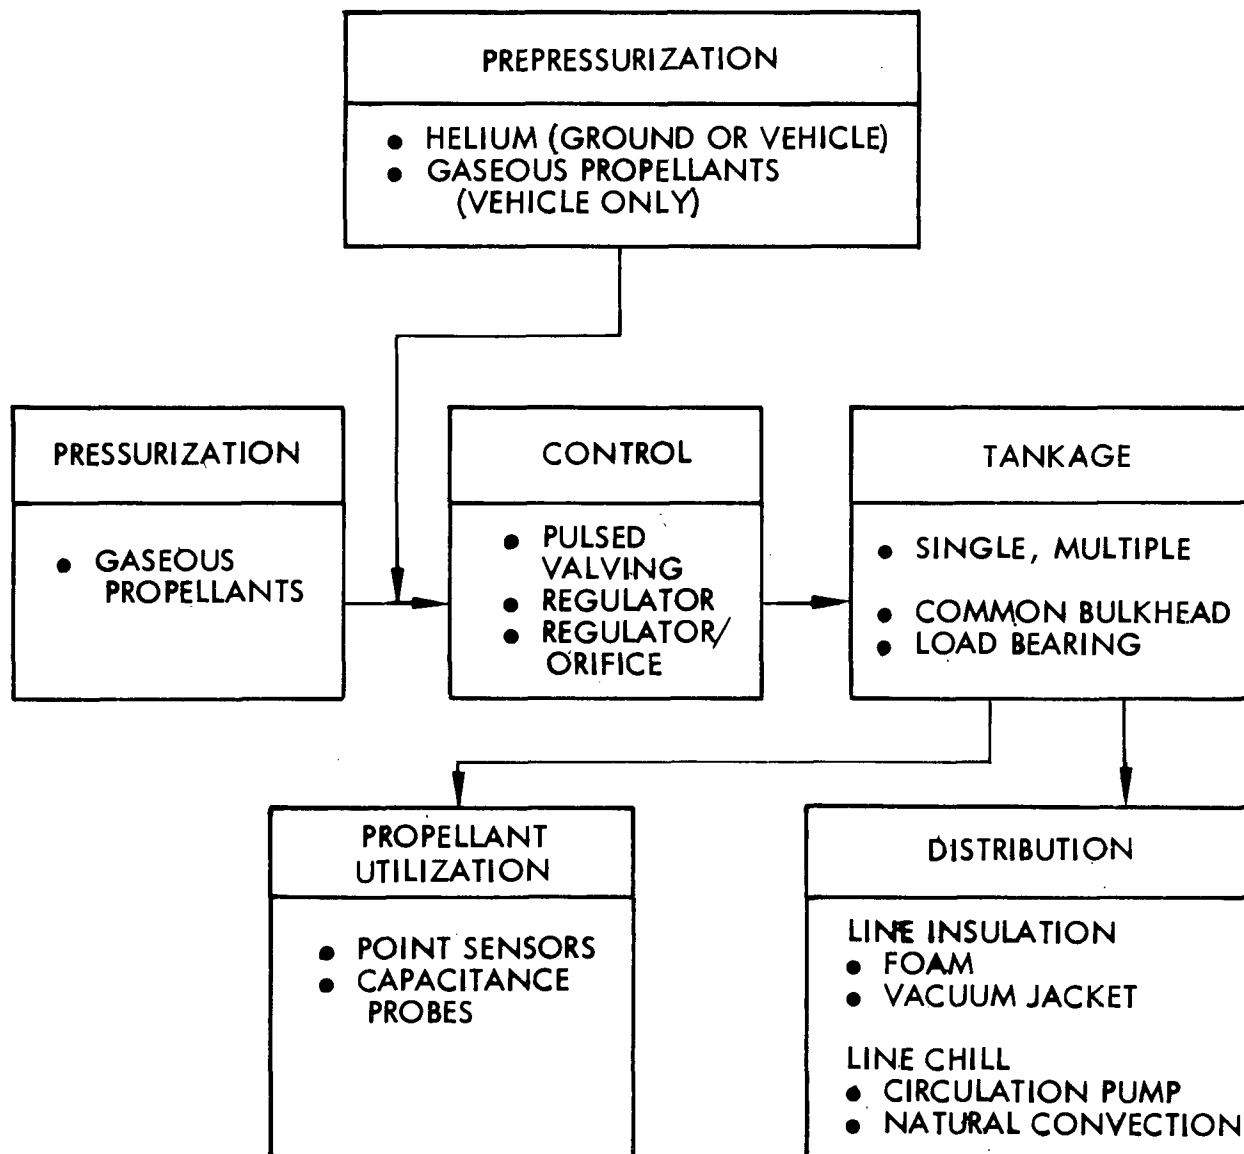 PREPRESSURIZATION
● HELIUM (GROUND OR VEHICLE)
● GASEOUS PROPELLANTS
(VEHICLE ONLY)
PRESSURIZATION
● GASEOUS
PROPELLANTS
CONTROL
● PULSED
VALVING
● REGULATOR
● REGULATOR/
ORIFICE
TANKAGE
● SINGLE, MULTIPLE
● COMMON BULKHEAD
● LOAD BEARING
PROPELLANT
UTILIZATION
● POINT SENSORS
● CAPACITANCE
PROBES
DISTRIBUTION
LINE INSULATION
● FOAM
● VACUUM JACKET
LINE CHILL
● CIRCULATION PUMP
● NATURAL CONVECTION